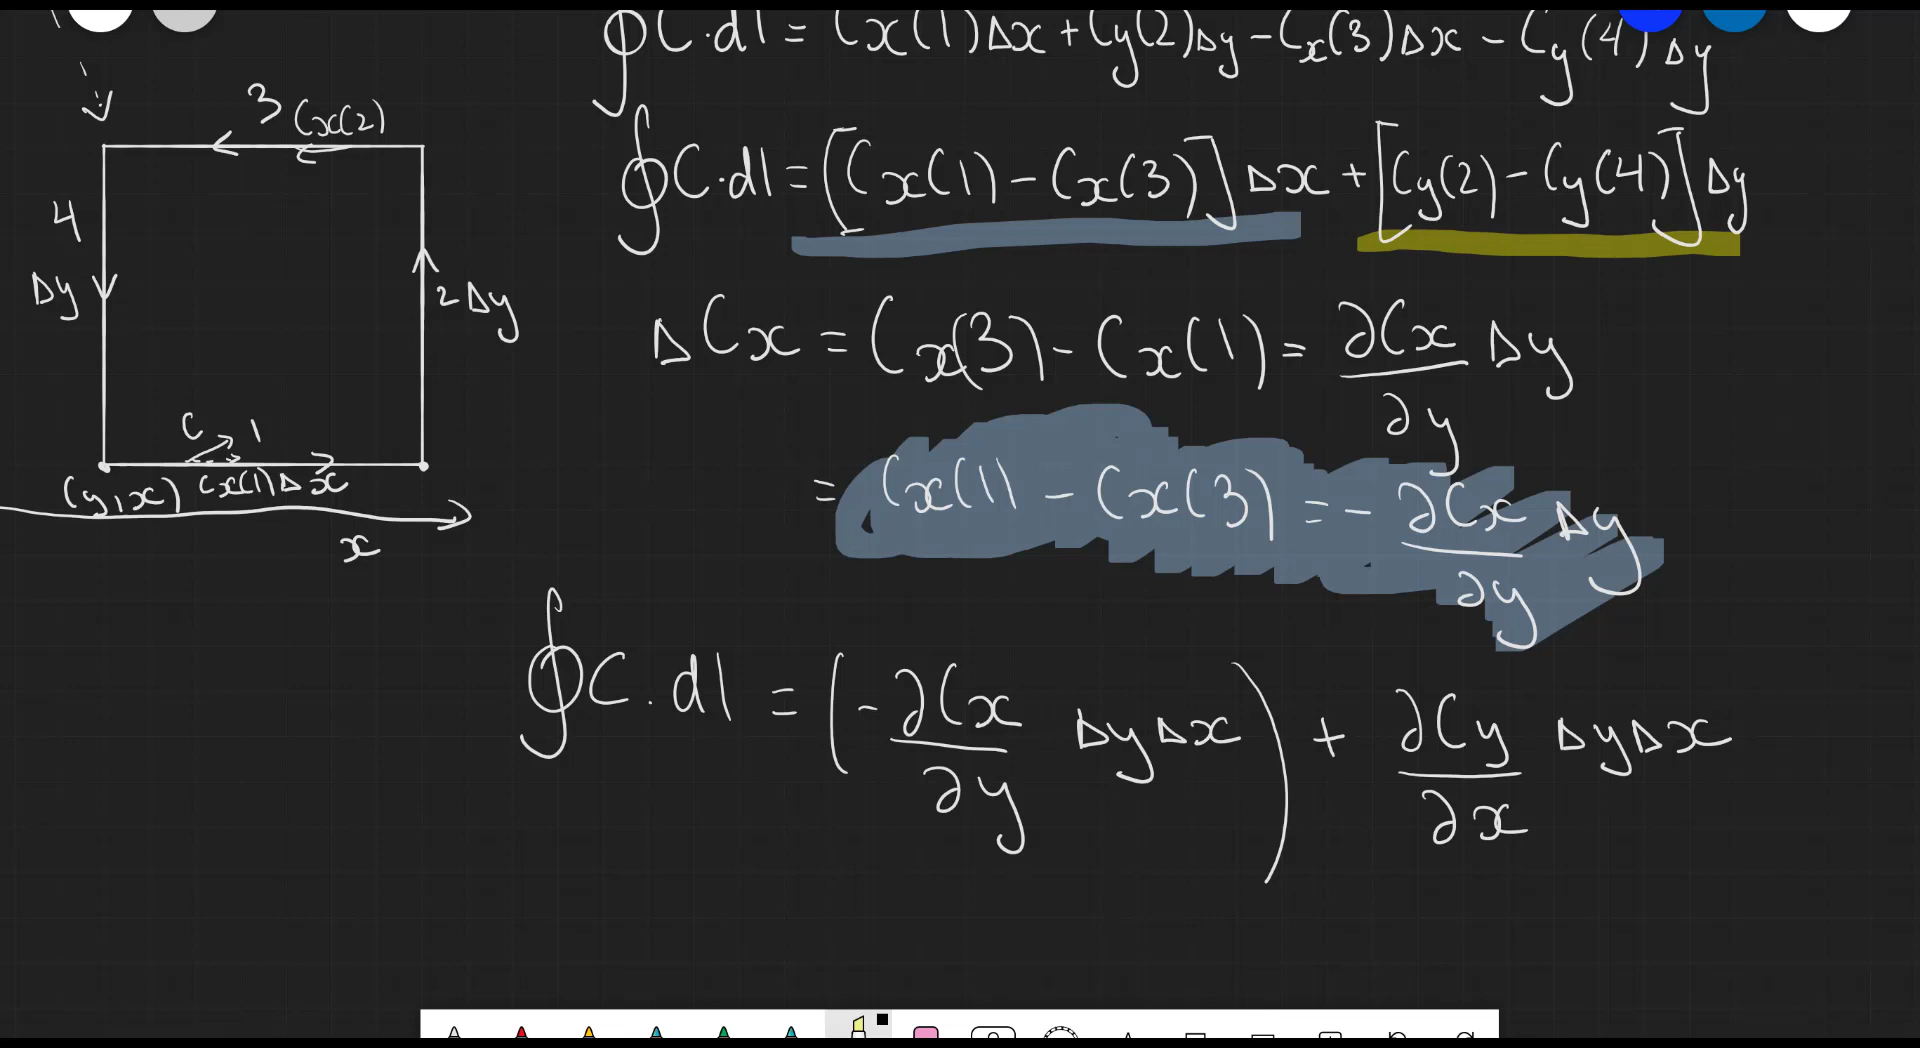 ∮C.dl = Cx(1)Δx + Cy(2)Δy - Cx(3)Δx - Cy(4)Δy
3 Cx(2)
∮C.dl = [Cx(1) - Cx(3)] Δx + [Cy(2) - Cy(4)] Δy
4
Δy
2 Δy
ΔCx = Cx(3) - Cx(1) = ∂Cx/∂y Δy
C 1
(y,x) Cx(1)Δx
x
= Cx(1) - Cx(3) = - ∂Cx/∂y Δy
∮C.dl = (-∂Cx/∂y ΔyΔx) + ∂Cy/∂x ΔyΔx